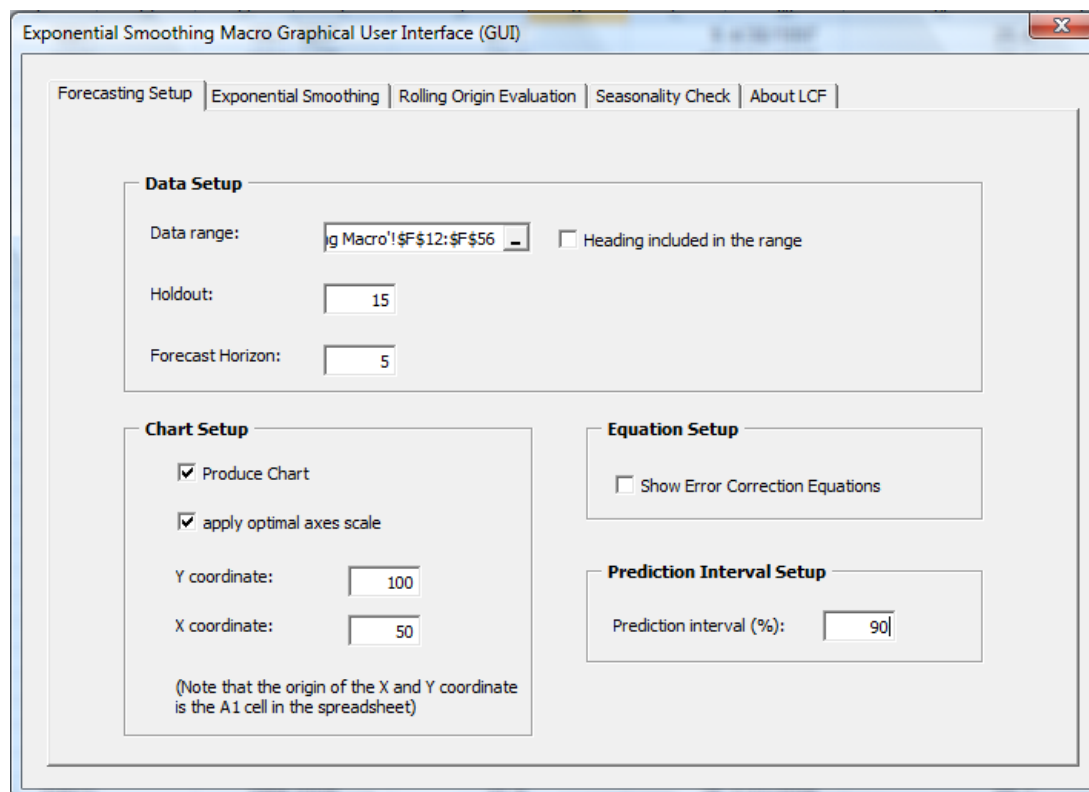 Exponential Smoothing Macro Graphical User Interface (GUI)
Forecasting Setup Exponential Smoothing Rolling Origin Evaluation Seasonality Check About LCF
Data Setup
Data range: ng Macro'!$F$12:$F$56 Heading included in the range
Holdout: 15
Forecast Horizon: 5
Chart Setup
Produce Chart
apply optimal axes scale
Y coordinate: 100
X coordinate: 50
(Note that the origin of the X and Y coordinate
is the A1 cell in the spreadsheet)
Equation Setup
Show Error Correction Equations
Prediction Interval Setup
Prediction interval (%): 90